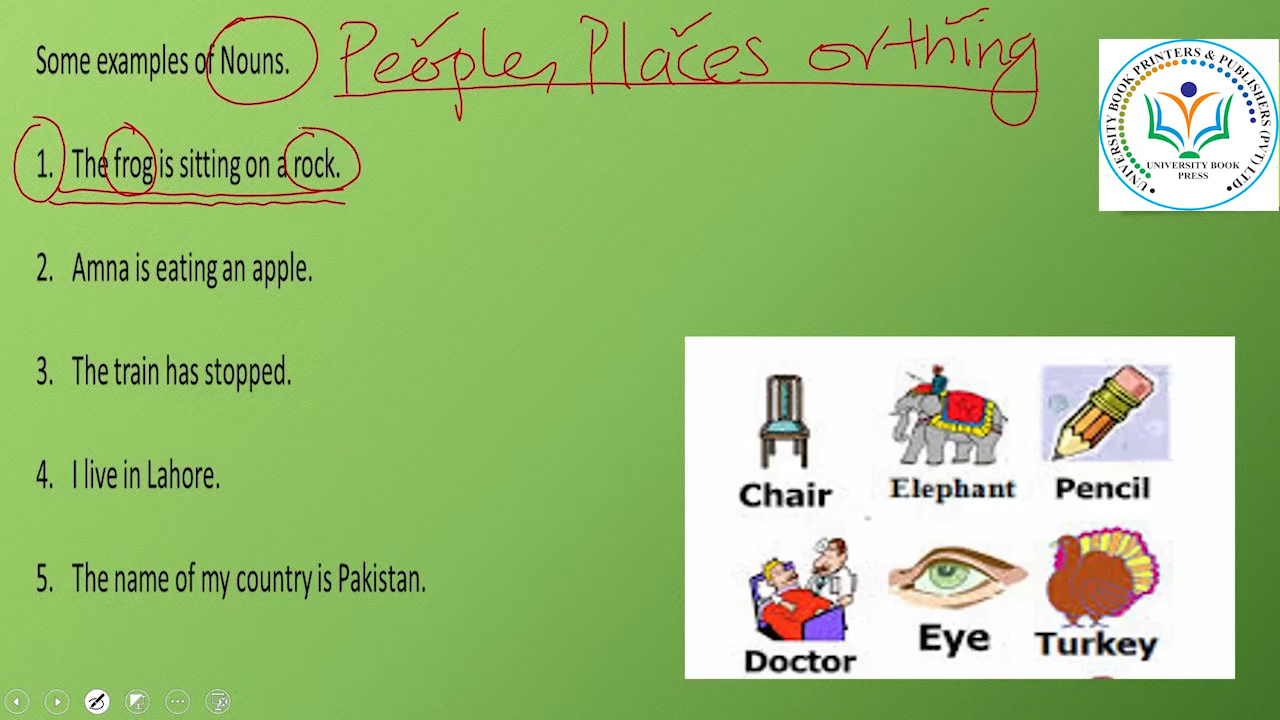 Some examples of Nouns. People, Places or thing
1. The frog is sitting on a rock.
2. Amna is eating an apple.
3. The train has stopped.
4. I live in Lahore.
5. The name of my country is Pakistan.
UNIVERSITY BOOK PRINTERS & PUBLISHERS (PVT) LTD.
UNIVERSITY BOOK
PRESS
Chair Elephant Pencil
Doctor Eye Turkey